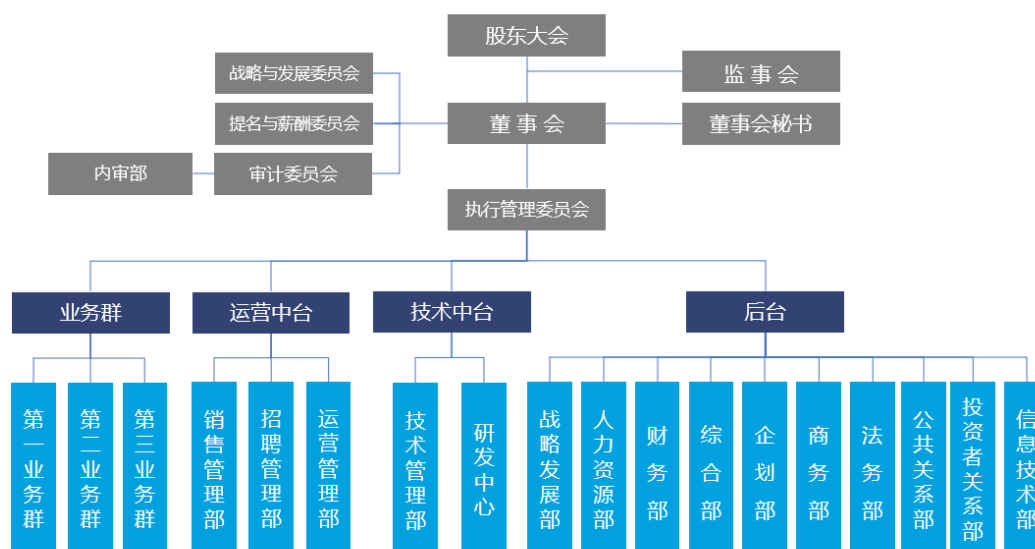 股东大会
战略与发展委员会
监事会
提名与薪酬委员会
董事会
董事会秘书
内审部
审计委员会
执行管理委员会
业务群
运营中台
技术中台
后台
第一业务群
第二业务群
第三业务群
销售管理部
招聘管理部
运营管理部
技术管理部
研发中心
战略发展部
人力资源部
财务部
综合部
企划部
商务部
法务部
公共关系部
投资者关系部
信息技术部